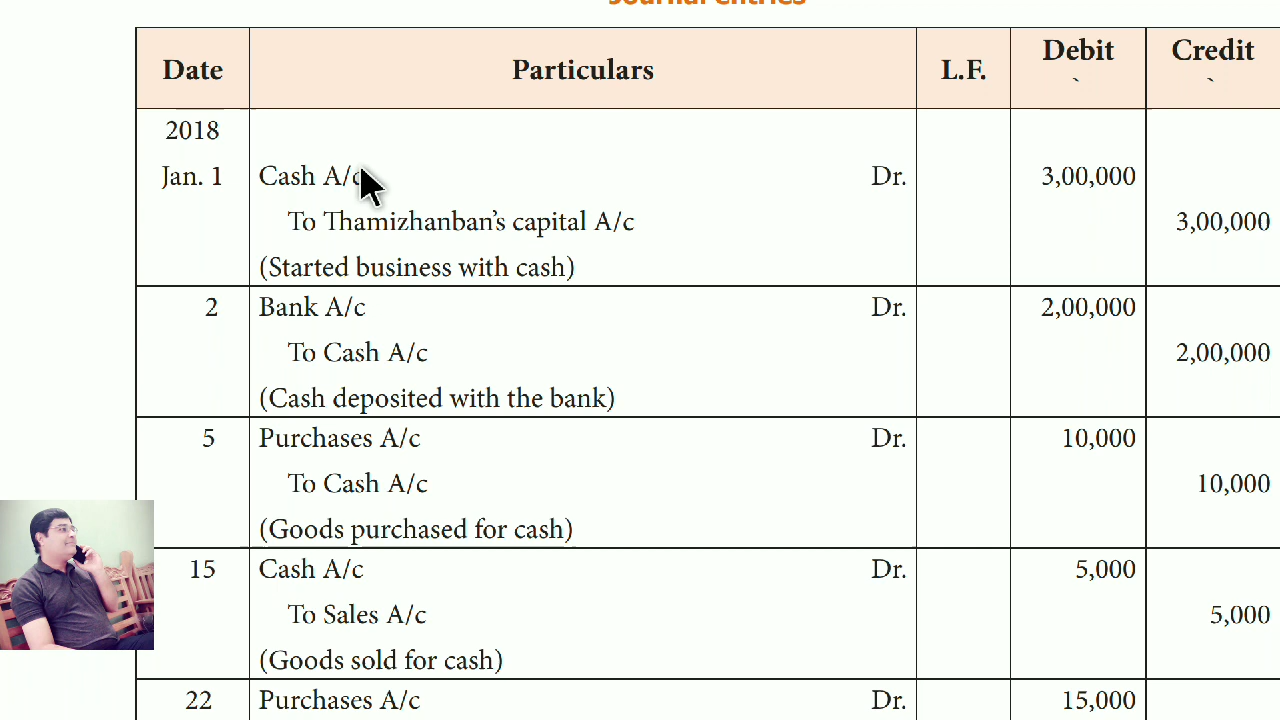 Journal Entries
Date Particulars L.F. Debit ` Credit `
2018
Jan. 1 Cash A/c Dr. 3,00,000
To Thamizhanban's capital A/c 3,00,000
(Started business with cash)
2 Bank A/c Dr. 2,00,000
To Cash A/c 2,00,000
(Cash deposited with the bank)
5 Purchases A/c Dr. 10,000
To Cash A/c 10,000
(Goods purchased for cash)
15 Cash A/c Dr. 5,000
To Sales A/c 5,000
(Goods sold for cash)
22 Purchases A/c Dr. 15,000